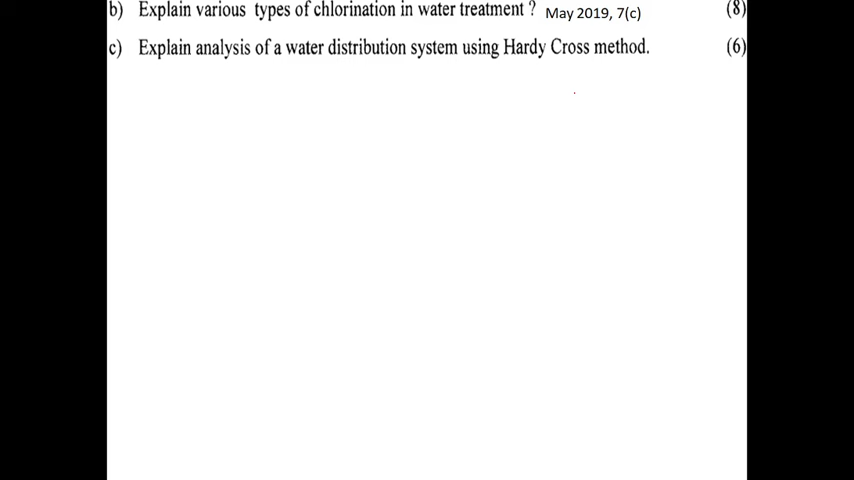 b) Explain various types of chlorination in water treatment ? May 2019, 7(c) (8)
c) Explain analysis of a water distribution system using Hardy Cross method. (6)